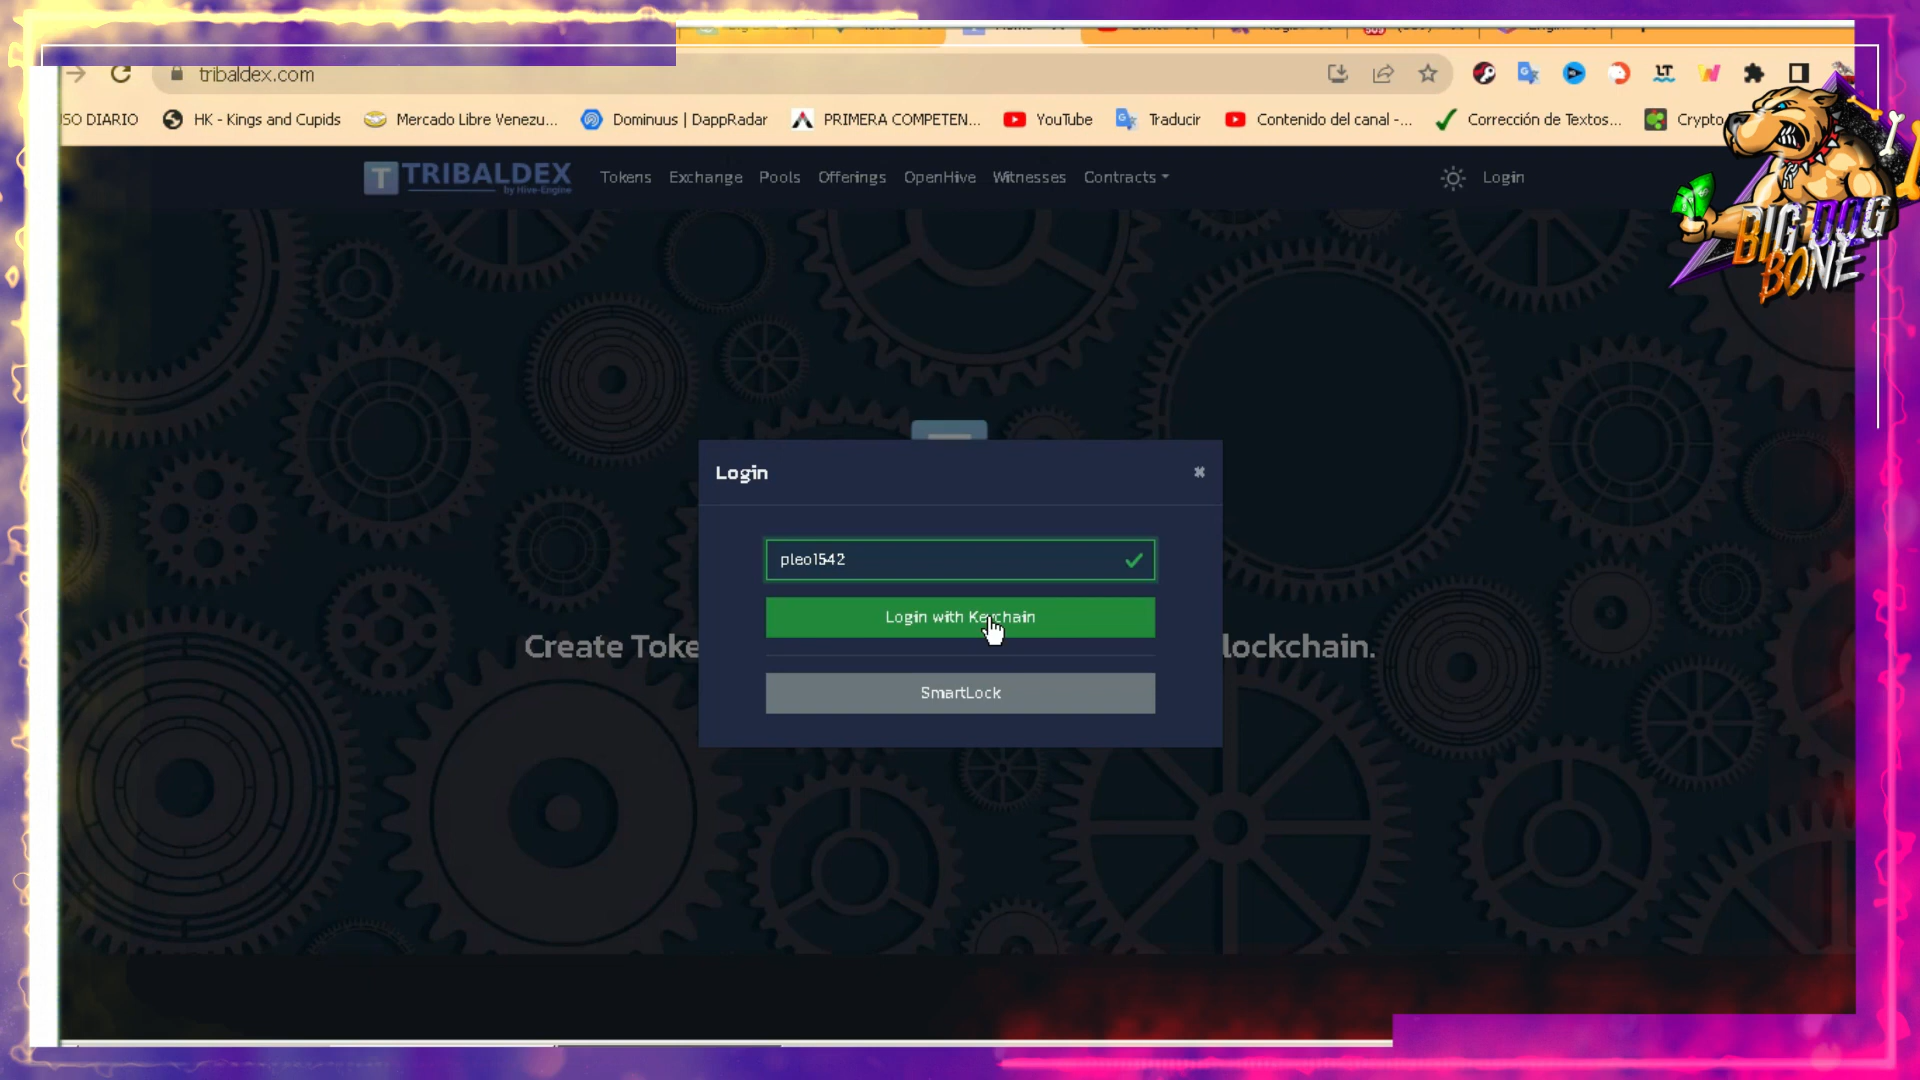 tribaldex.com
SO DIARIO
HK - Kings and Cupids
Mercado Libre Venezu...
Dominuus | DappRadar
PRIMERA COMPETEN...
YouTube
Traducir
Contenido del canal -...
Corrección de Textos...
Crypto
T TRIBALDEX
by Hive-Engine
Tokens
Exchange
Pools
Offerings
OpenHive
Witnesses
Contracts
Login
BIG DOG
BONE
Login
pleo1542
Login with Keychain
Create Toke
lockchain.
SmartLock